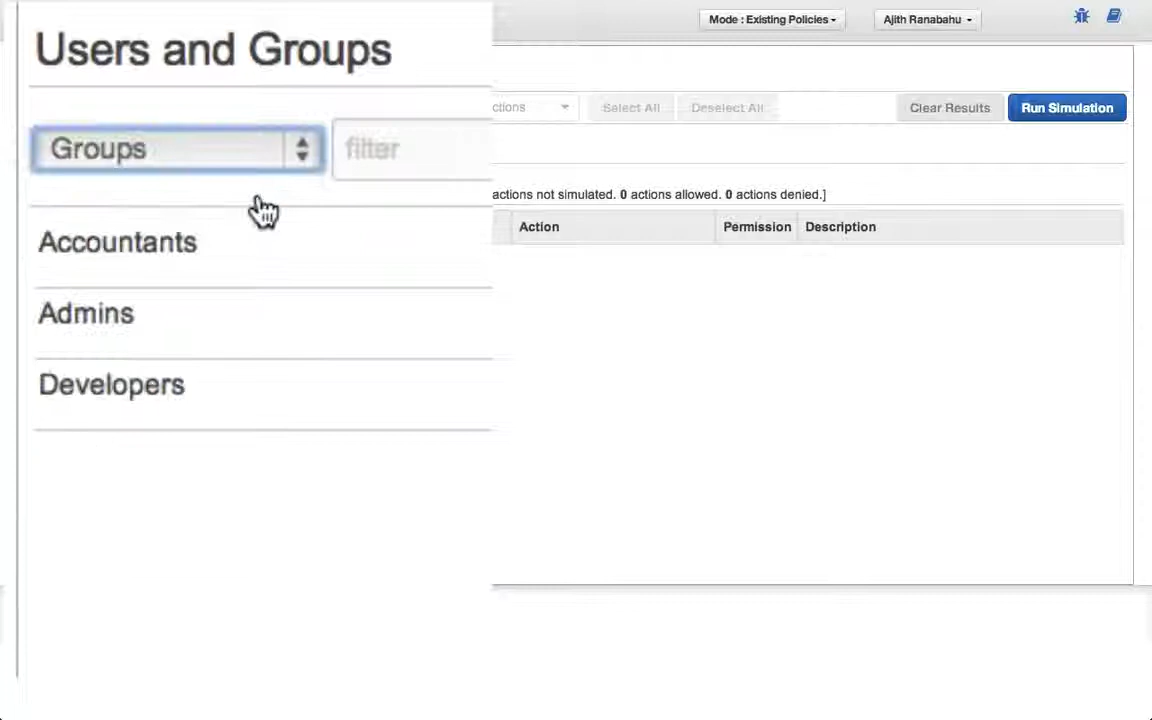 Mode : Existing Policies
Ajith Ranabahu
Users and Groups
ctions
Select All
Deselect All
Clear Results
Run Simulation
Groups
filter
actions not simulated. 0 actions allowed. 0 actions denied.]
Action
Permission
Description
Accountants
Admins
Developers